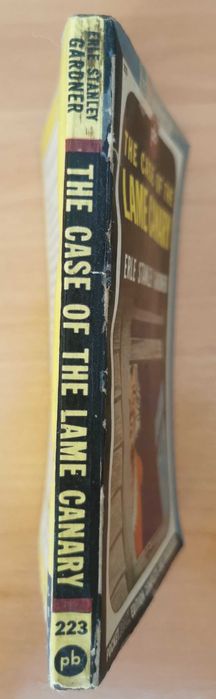 ERLE STANLEY
GARDNER
THE CASE OF THE LAME CANARY
223
pb
THE CASE OF THE
LAME CANARY
ERLE STANLEY GARDNER